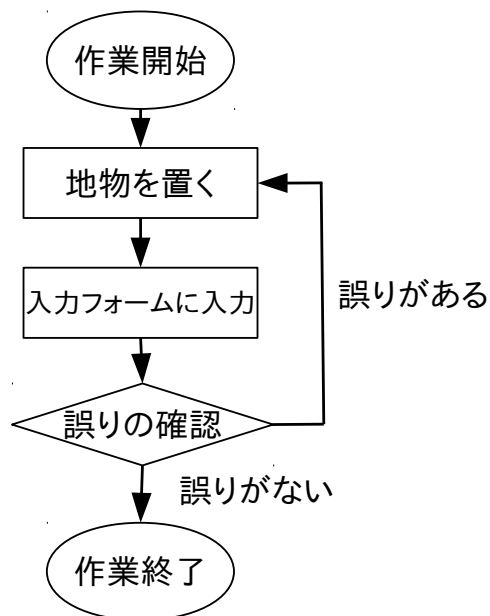 作業開始
地物を置く
入力フォームに入力
誤りがある
誤りの確認
誤りがない
作業終了